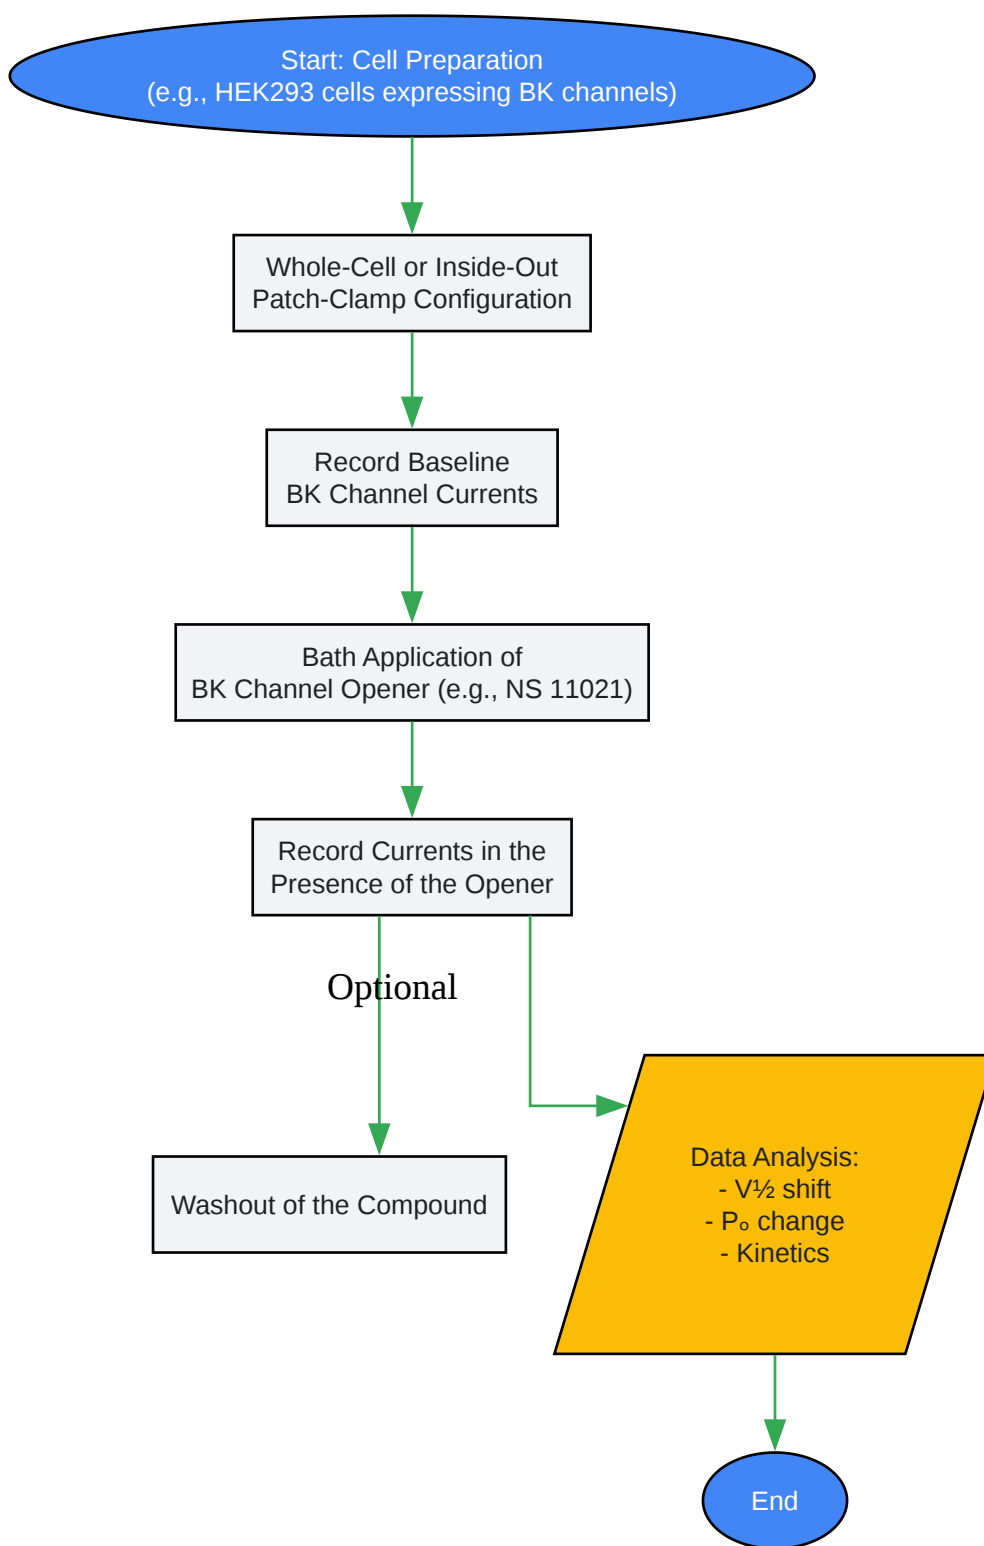 Start: Cell Preparation
(e.g., HEK293 cells expressing BK channels)
Whole-Cell or Inside-Out
Patch-Clamp Configuration
Record Baseline
BK Channel Currents
Bath Application of
BK Channel Opener (e.g., NS 11021)
Record Currents in the
Presence of the Opener
Optional
Washout of the Compound
Data Analysis:
- V½ shift
- Pₒ change
- Kinetics
End